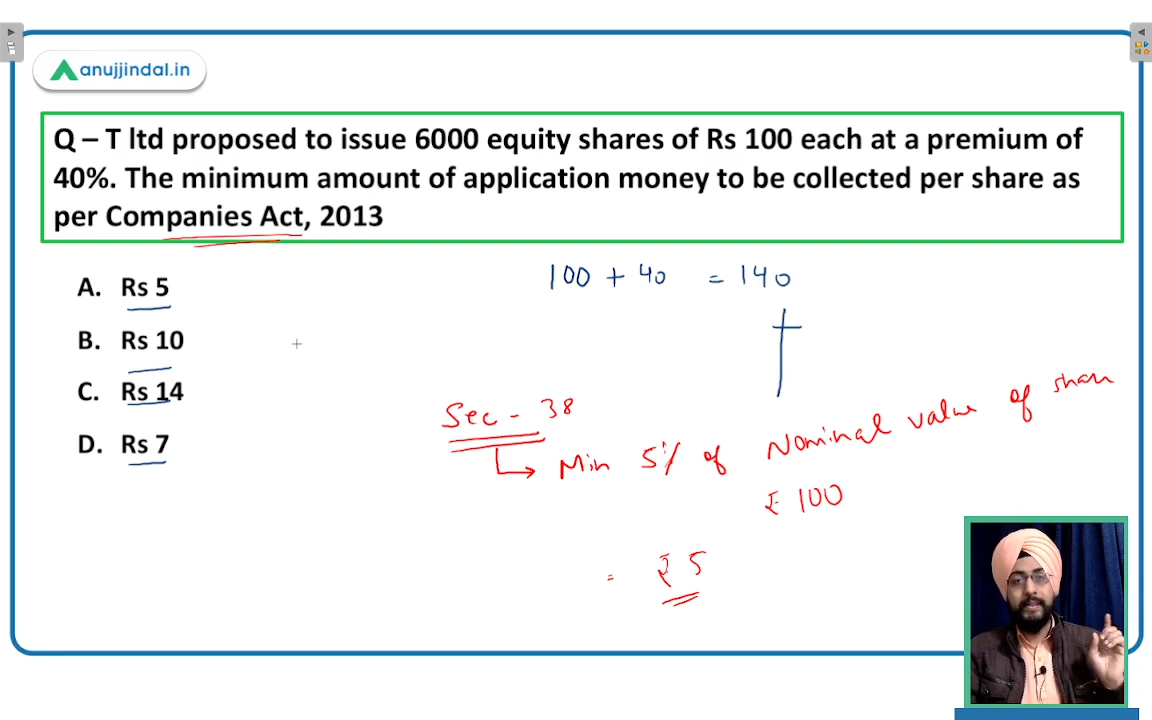 anujjindal.in
Q – T ltd proposed to issue 6000 equity shares of Rs 100 each at a premium of
40%. The minimum amount of application money to be collected per share as
per Companies Act, 2013
A. Rs 5
B. Rs 10
C. Rs 14
D. Rs 7
100 + 40 = 140
Sec - 38
Min 5% of Nominal value of share
₹ 100
= ₹ 5